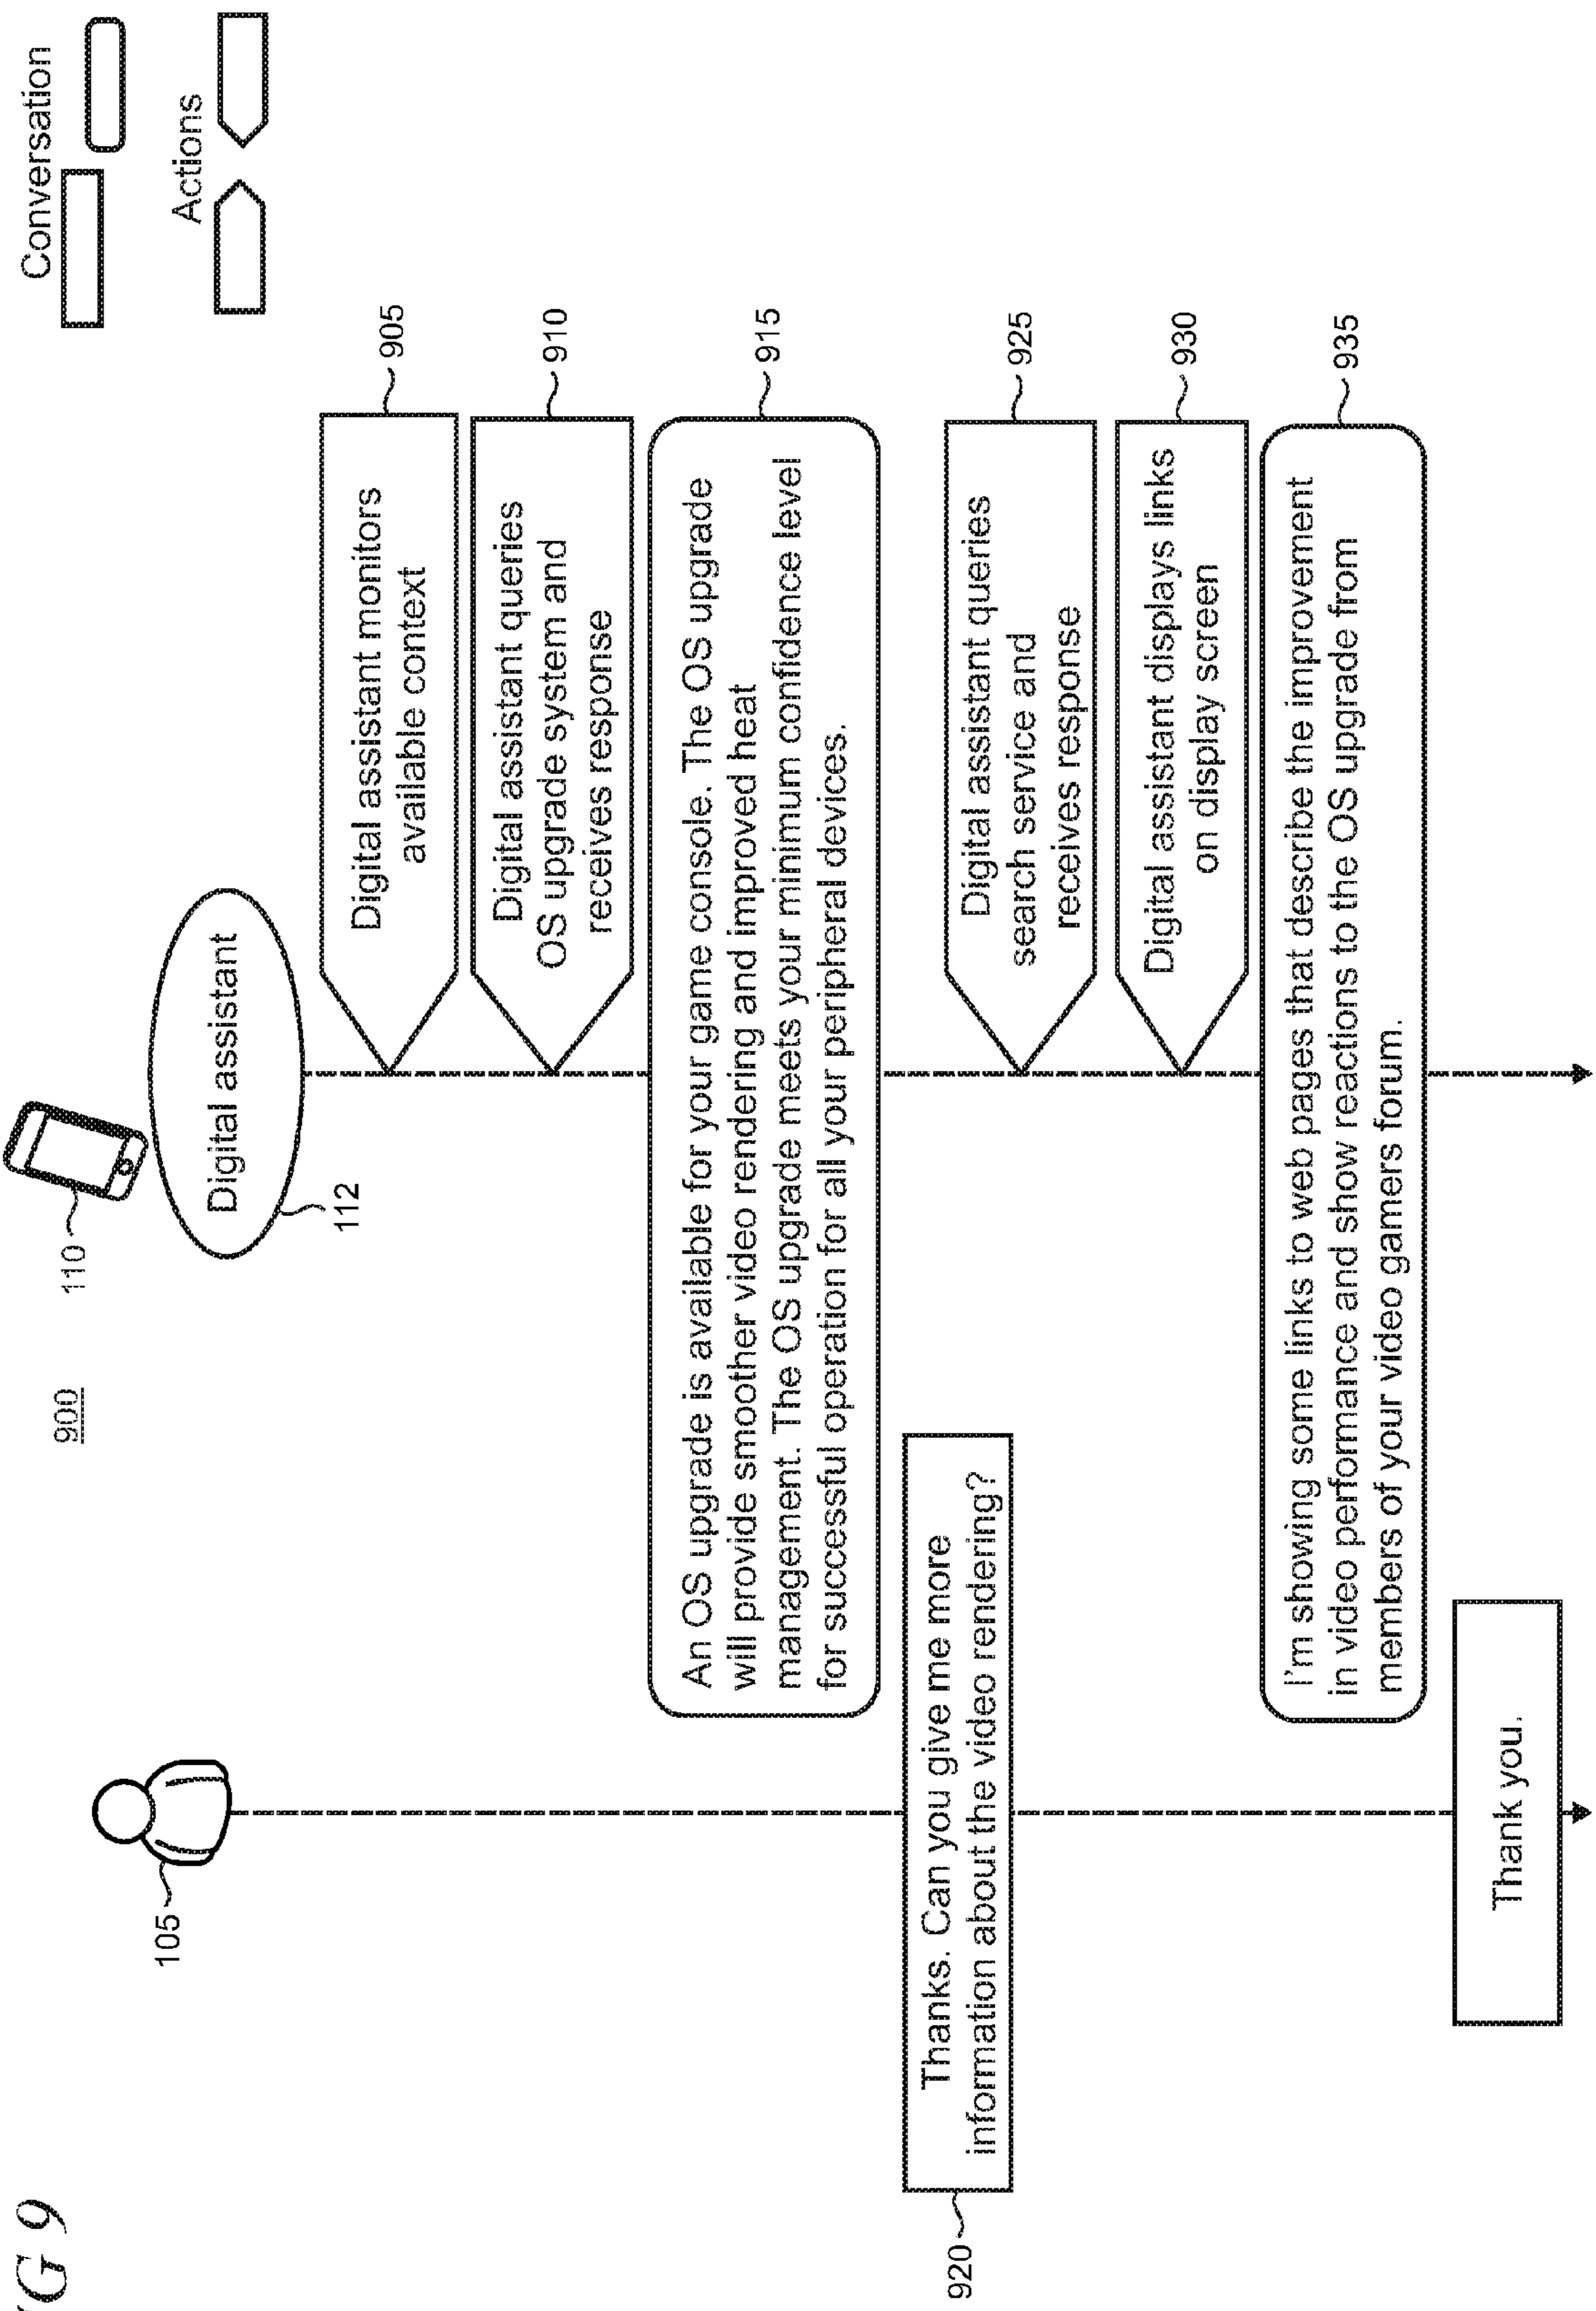 IG 9
900
105
110
Digital assistant
112
Conversation
Actions
Digital assistant monitors
available context
905
Digital assistant queries
OS upgrade system and
receives response
910
An OS upgrade is available for your game console. The OS upgrade
will provide smoother video rendering and improved heat
management. The OS upgrade meets your minimum confidence level
for successful operation for all your peripheral devices.
915
Thanks. Can you give me more
information about the video rendering?
920
Digital assistant queries
search service and
receives response
925
Digital assistant displays links
on display screen
930
I'm showing some links to web pages that describe the improvement
in video performance and show reactions to the OS upgrade from
members of your video gamers forum.
935
Thank you.